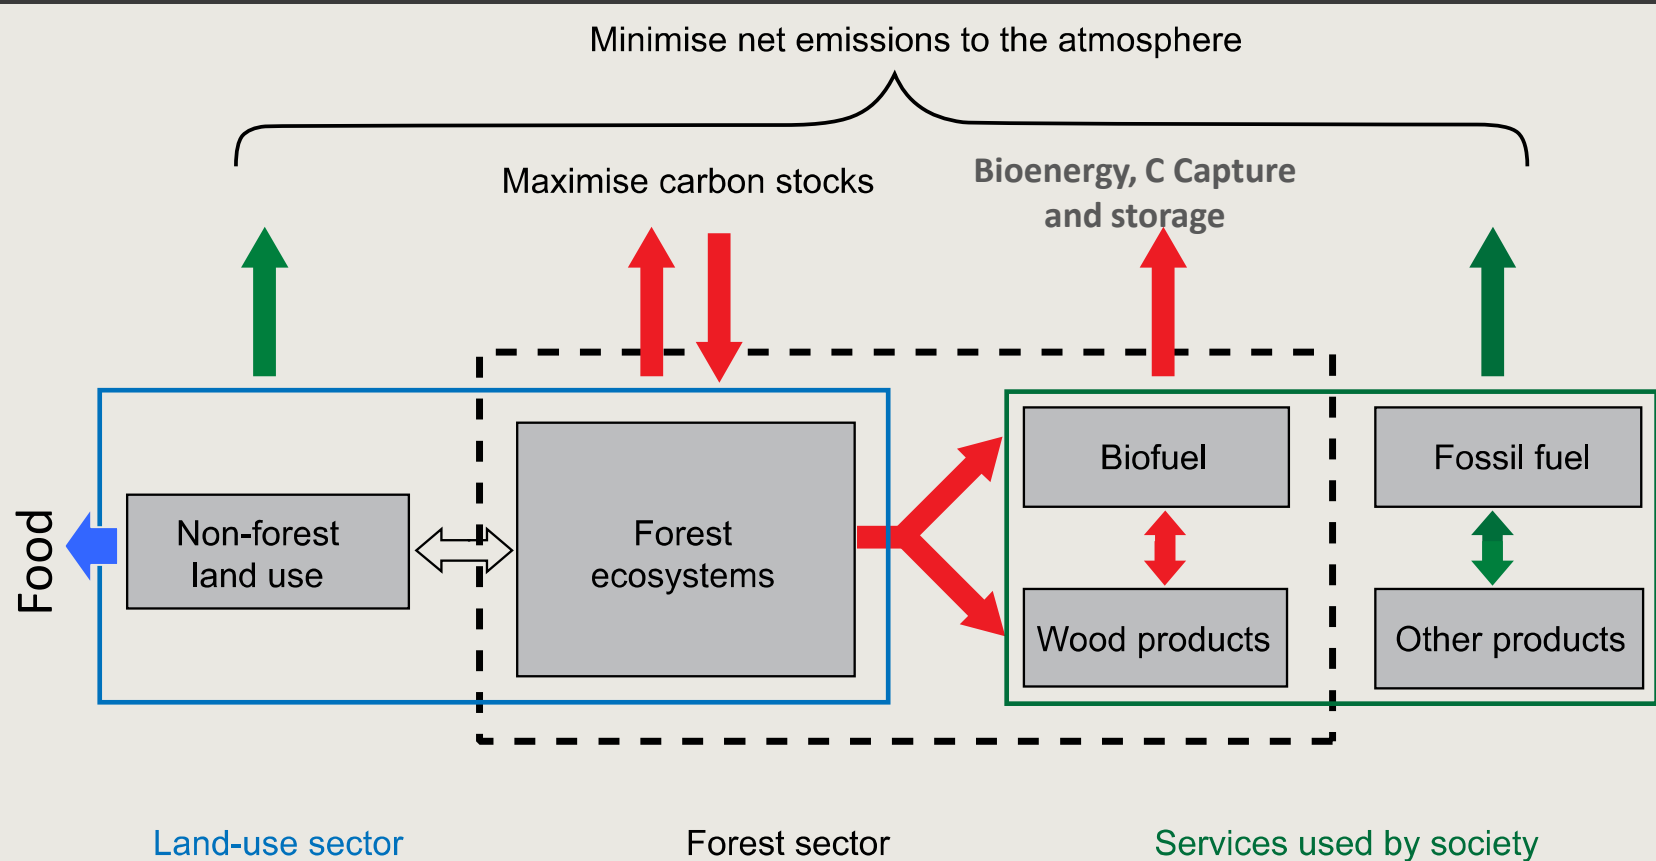 Minimise net emissions to the atmosphere
Maximise carbon stocks
Bioenergy, C Capture
and storage
Food
Non-forest
land use
Forest
ecosystems
Biofuel
Fossil fuel
Wood products
Other products
Land-use sector
Forest sector
Services used by society